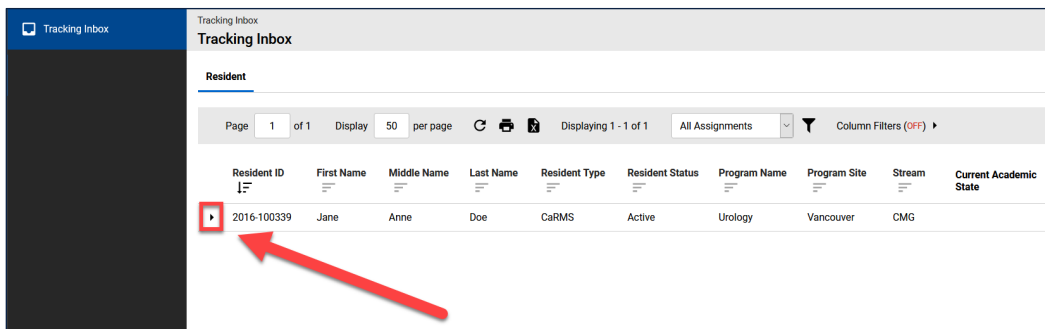 Tracking Inbox
Tracking Inbox
Tracking Inbox
Resident
Page 1 of 1 Display 50 per page Displaying 1 - 1 of 1 All Assignments Column Filters (OFF)
Resident ID First Name Middle Name Last Name Resident Type Resident Status Program Name Program Site Stream Current Academic State
2016-100339 Jane Anne Doe CaRMS Active Urology Vancouver CMG